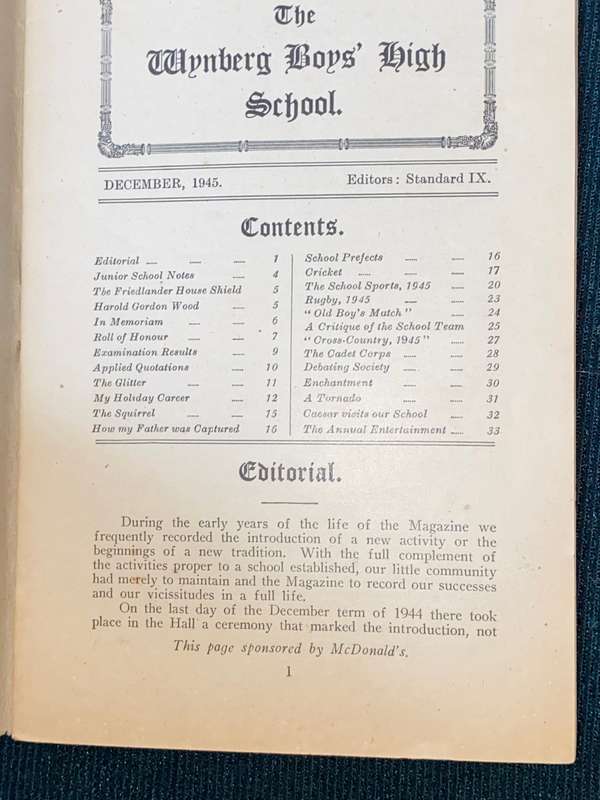 The
Wynberg Boys' High
School.
DECEMBER, 1945.
Editors: Standard IX.
Contents.
Editorial .... ..... ..... 1
Junior School Notes ..... 4
The Friedlander House Shield 5
Harold Gordon Wood ..... 5
In Memoriam ..... ..... 6
Roll of Honour ..... ..... 7
Examination Results ..... 9
Applied Quotations ..... 10
The Glitter ..... ..... 11
My Holiday Career ..... 12
The Squirrel ..... ..... 15
How my Father was Captured 16
School Prefects ..... ..... 16
Cricket ..... ..... ..... 17
The School Sports, 1945 ..... 20
Rugby, 1945 ..... ..... 23
"Old Boy's Match" ..... 24
A Critique of the School Team 25
"Cross-Country, 1945" ..... 27
The Cadet Corps ..... ..... 28
Debating Society ..... ..... 29
Enchantment ..... ..... 30
A Tornado ..... ..... 31
Caesar visits our School ..... 32
The Annual Entertainment ..... 33
Editorial.
During the early years of the life of the Magazine we
frequently recorded the introduction of a new activity or the
beginnings of a new tradition. With the full complement of
the activities proper to a school established, our little community
had merely to maintain and the Magazine to record our successes
and our vicissitudes in a full life.
On the last day of the December term of 1944 there took
place in the Hall a ceremony that marked the introduction, not
This page sponsored by McDonald's.
1